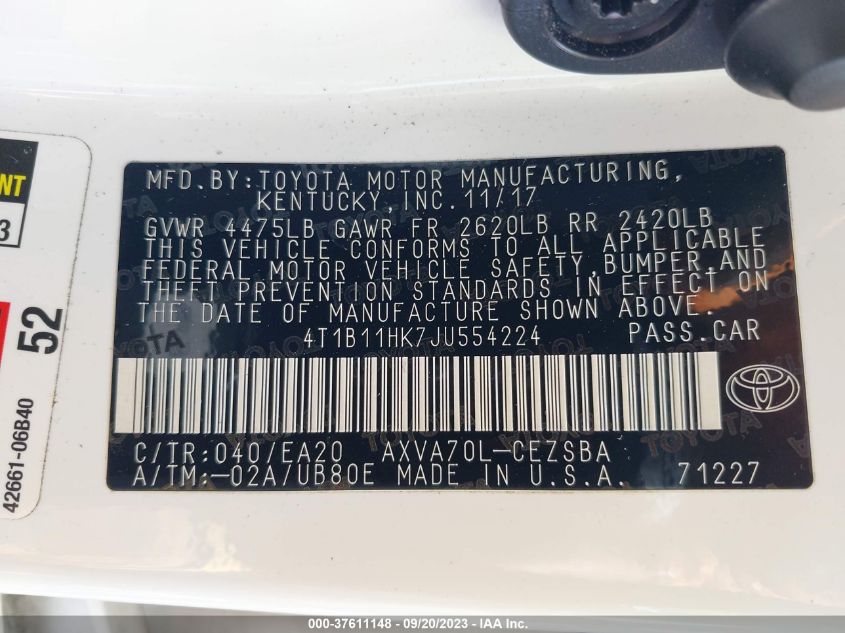 MFD.BY:TOYOTA MOTOR MANUFACTURING,
KENTUCKY,INC.11/17
GVWR 4475LB GAWR FR 2620LB RR 2420LB
THIS VEHICLE CONFORMS TO ALL APPLICABLE
FEDERAL MOTOR VEHICLE SAFETY,BUMPER,AND
THEFT PREVENTION STANDARDS IN EFFECT ON
THE DATE OF MANUFACTURE SHOWN ABOVE.
4T1B11HK7JU554224 PASS.CAR
C/TR:040/EA20 AXVA70L-CEZSBA
A/TM:-02A/UB80E MADE IN U.S.A. 71227
52
42661-06B40
3
000-37611148 - 09/20/2023 - IAA Inc.